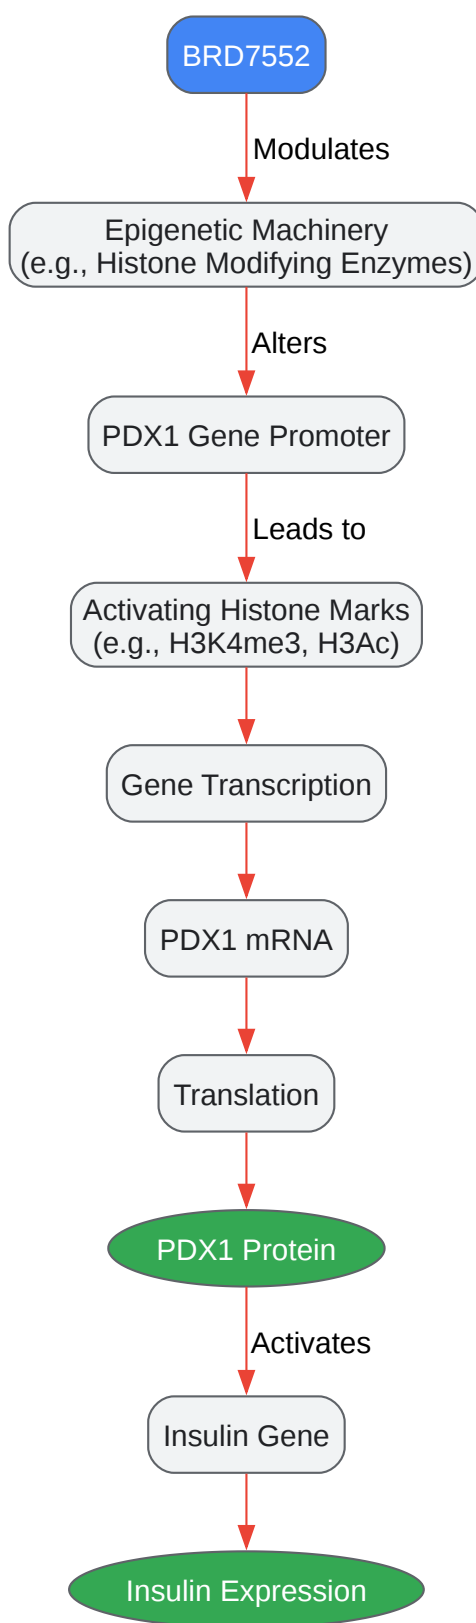 BRD7552
Modulates
Epigenetic Machinery
(e.g., Histone Modifying Enzymes)
Alters
PDX1 Gene Promoter
Leads to
Activating Histone Marks
(e.g., H3K4me3, H3Ac)
Gene Transcription
PDX1 mRNA
Translation
PDX1 Protein
Activates
Insulin Gene
Insulin Expression